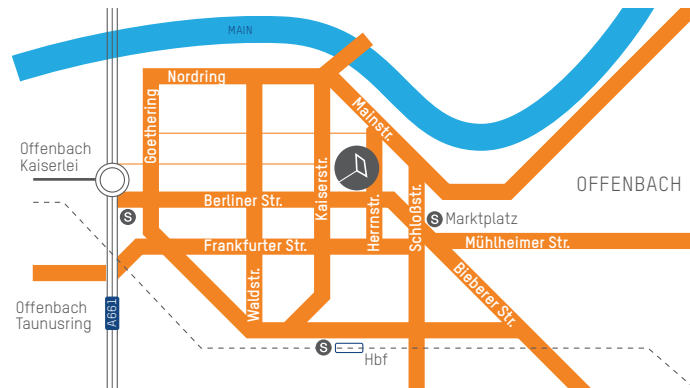 MAIN
Nordring
Mainstr.
Goethering
Offenbach
Kaiserlei
Kaiserstr.
OFFENBACH
Berliner Str.
Herrnstr.
Schloßstr.
S
S Marktplatz
Frankfurter Str.
Mühlheimer Str.
Waldstr.
Bieberer Str.
Offenbach
Taunusring
A661
S
Hbf